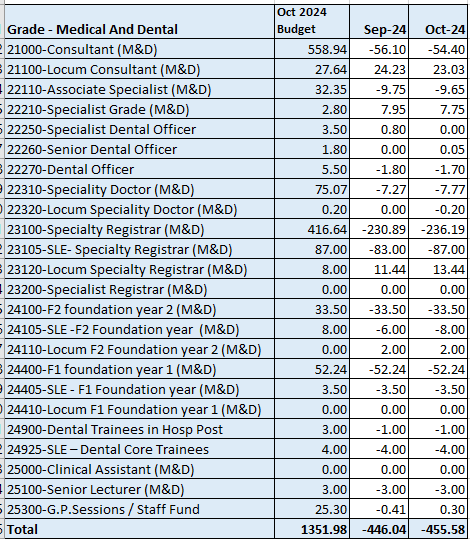 Grade - Medical And Dental Oct 2024 Budget Sep-24 Oct-24
21000-Consultant (M&D) 558.94 -56.10 -54.40
21100-Locum Consultant (M&D) 27.64 24.23 23.03
22110-Associate Specialist (M&D) 32.35 -9.75 -9.65
22210-Specialist Grade (M&D) 2.80 7.95 7.75
22250-Specialist Dental Officer 3.50 0.80 0.00
22260-Senior Dental Officer 1.80 0.00 0.05
22270-Dental Officer 5.50 -1.80 -1.70
22310-Speciality Doctor (M&D) 75.07 -7.27 -7.77
22320-Locum Speciality Doctor (M&D) 0.20 0.00 -0.20
23100-Specialty Registrar (M&D) 416.64 -230.89 -236.19
23105-SLE- Specialty Registrar (M&D) 87.00 -83.00 -87.00
23120-Locum Specialty Registrar (M&D) 8.00 11.44 13.44
23200-Specialist Registrar (M&D) 0.00 0.00 0.00
24100-F2 foundation year 2 (M&D) 33.50 -33.50 -33.50
24105-SLE -F2 Foundation year (M&D) 8.00 -6.00 -8.00
24110-Locum F2 Foundation year 2 (M&D) 0.00 2.00 2.00
24400-F1 foundation year 1 (M&D) 52.24 -52.24 -52.24
24405-SLE - F1 Foundation year (M&D) 3.50 -3.50 -3.50
24410-Locum F1 Foundation year 1 (M&D) 0.00 0.00 0.00
24900-Dental Trainees in Hosp Post 3.00 -1.00 -1.00
24925-SLE – Dental Core Trainees 4.00 -4.00 -4.00
25000-Clinical Assistant (M&D) 0.00 0.00 0.00
25100-Senior Lecturer (M&D) 3.00 -3.00 -3.00
25300-G.P.Sessions / Staff Fund 25.30 -0.41 0.30
Total 1351.98 -446.04 -455.58